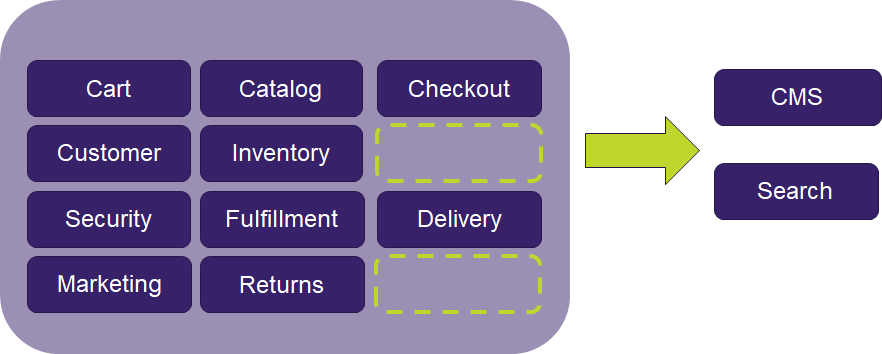 Cart
Catalog
Checkout
Customer
Inventory
Security
Fulfillment
Delivery
Marketing
Returns
CMS
Search